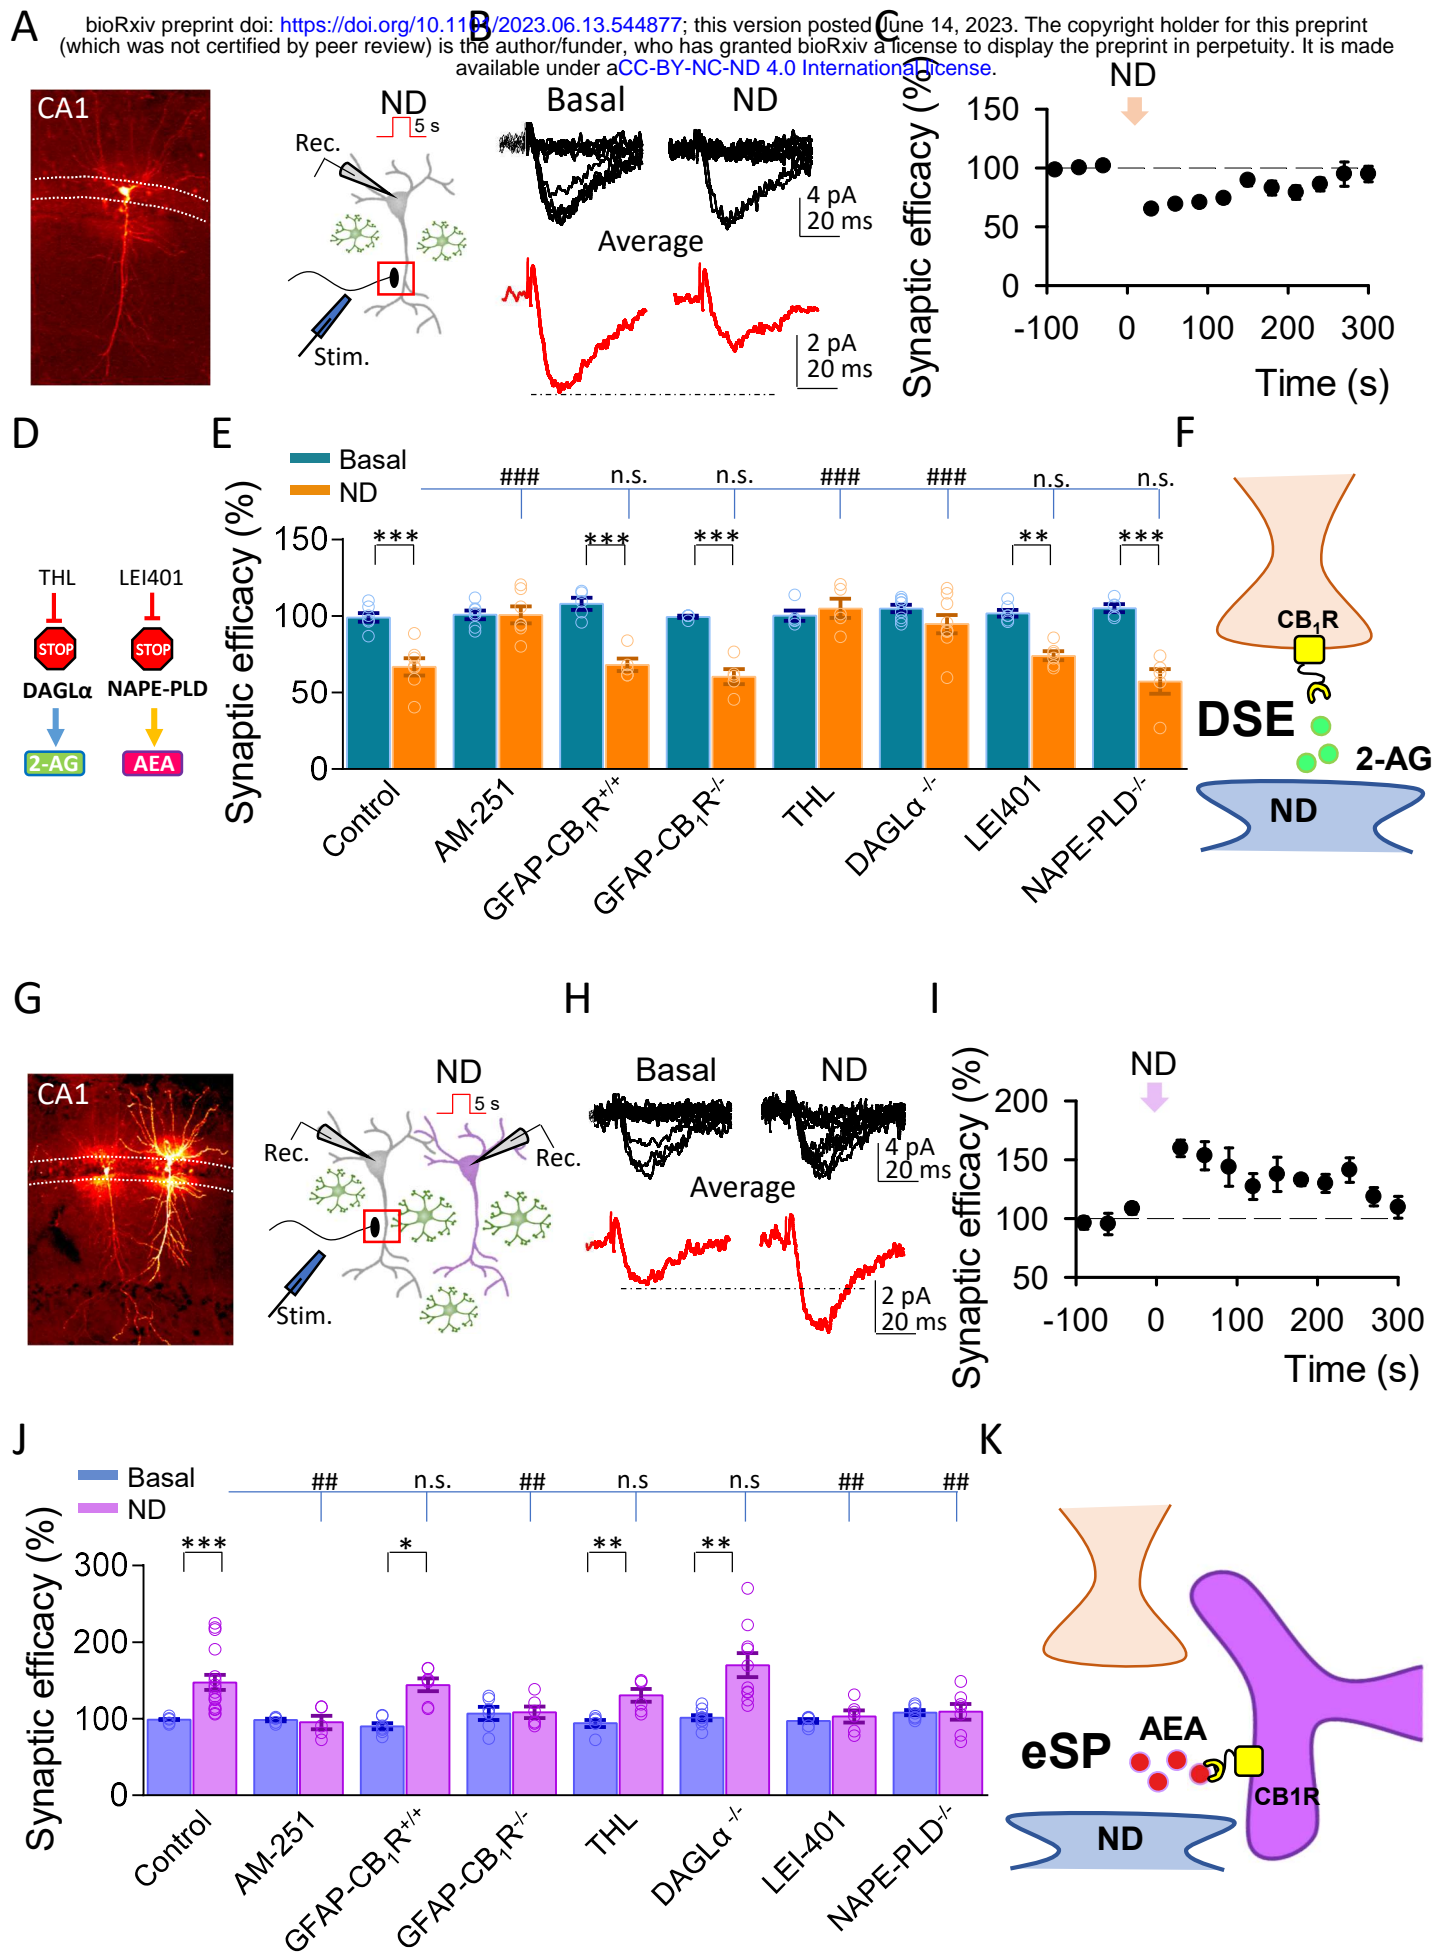 bioRxiv preprint doi: https://doi.org/10.1101/2023.06.13.544877; this version posted June 14, 2023. The copyright holder for this preprint
(which was not certified by peer review) is the author/funder, who has granted bioRxiv a license to display the preprint in perpetuity. It is made
available under aCC-BY-NC-ND 4.0 International license.
A
CA1
ND
5 s
Rec.
Stim.
B
Basal
ND
4 pA
20 ms
Average
2 pA
20 ms
C
ND
Synaptic efficacy (%)
150
100
50
0
-100
0
100
200
300
Time (s)
D
THL
LEI401
STOP
STOP
DAGLα
NAPE-PLD
2-AG
AEA
E
Basal
ND
###
n.s.
n.s.
###
###
n.s.
n.s.
***
***
***
**
***
Synaptic efficacy (%)
150
100
50
0
Control
AM-251
GFAP-CB1R+/+
GFAP-CB1R-/-
THL
DAGLα -/-
LEI401
NAPE-PLD-/-
F
CB1R
DSE
2-AG
ND
G
CA1
ND
5 s
Rec.
Rec.
Stim.
H
Basal
ND
4 pA
20 ms
Average
2 pA
20 ms
I
ND
Synaptic efficacy (%)
200
150
100
50
-100
0
100
200
300
Time (s)
J
Basal
ND
##
n.s.
##
n.s
n.s
##
##
***
*
**
**
Synaptic efficacy (%)
300
200
100
0
Control
AM-251
GFAP-CB1R+/+
GFAP-CB1R-/-
THL
DAGLα -/-
LEI-401
NAPE-PLD-/-
K
eSP
AEA
CB1R
ND